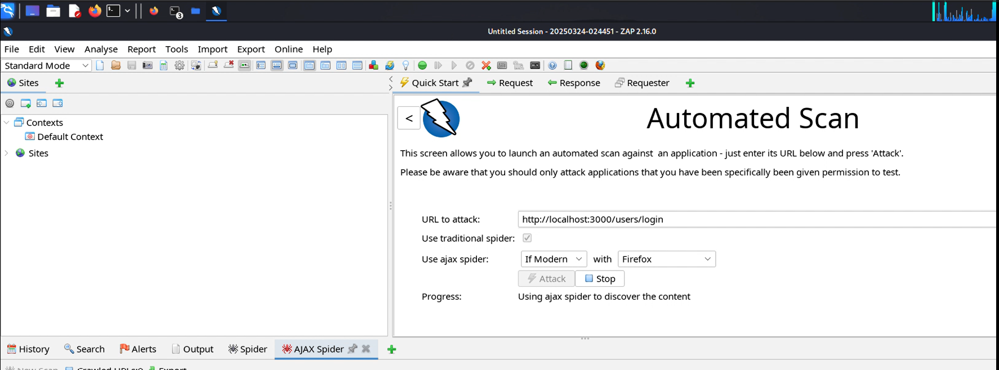 3
Untitled Session - 20250324-024451 - ZAP 2.16.0
File Edit View Analyse Report Tools Import Export Online Help
Standard Mode
Sites
Quick Start Request Response Requester
< Automated Scan
Contexts
Default Context
Sites
This screen allows you to launch an automated scan against an application - just enter its URL below and press 'Attack'.
Please be aware that you should only attack applications that you have been specifically been given permission to test.
URL to attack: http://localhost:3000/users/login
Use traditional spider:
Use ajax spider: If Modern with Firefox
Attack Stop
Progress: Using ajax spider to discover the content
History Search Alerts Output Spider AJAX Spider
New Scan Crawled URLs:0 Export